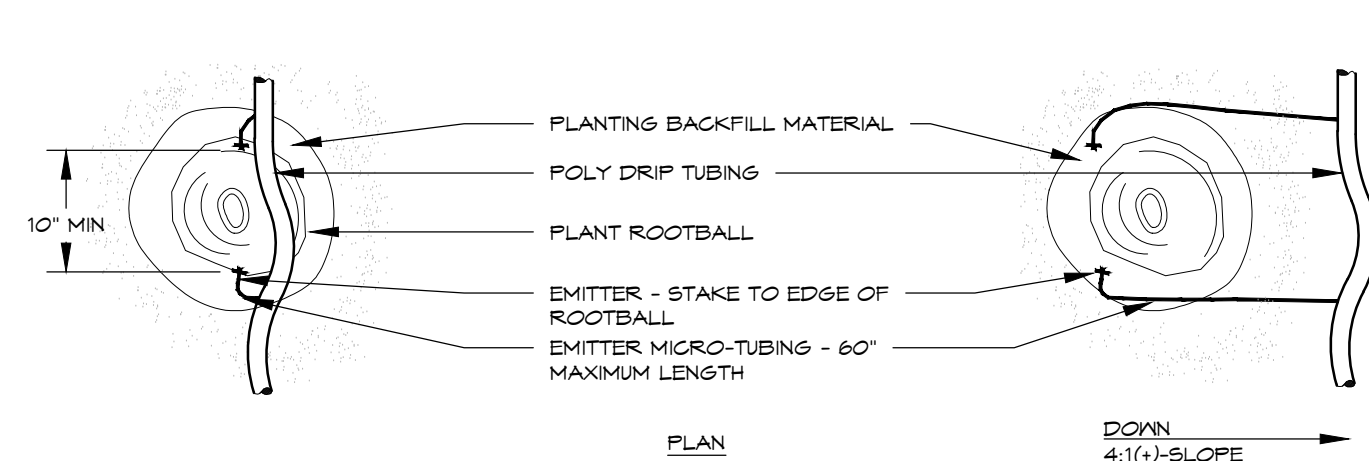 PLANTING BACKFILL MATERIAL
POLY DRIP TUBING
10" MIN
PLANT ROOTBALL
EMITTER - STAKE TO EDGE OF
ROOTBALL
EMITTER MICRO-TUBING - 60"
MAXIMUM LENGTH
PLAN
DOWN
4:1(+)-SLOPE